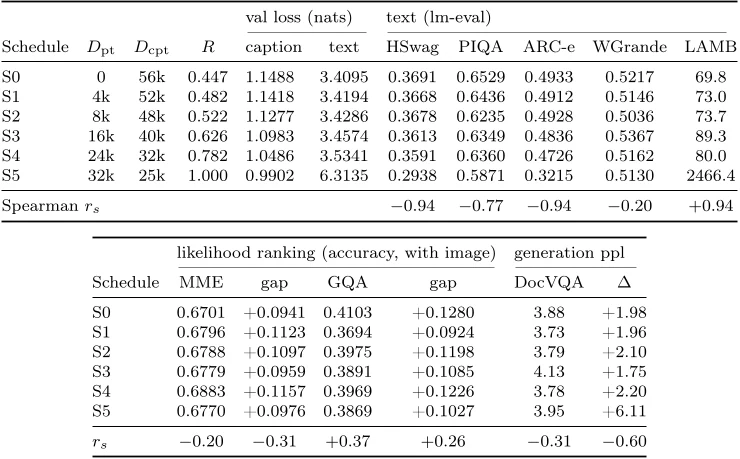 val loss (nats) text (lm-eval)
Schedule D_pt D_cpt R caption text HSwag PIQA ARC-e WGrande LAMB
S0 0 56k 0.447 1.1488 3.4095 0.3691 0.6529 0.4933 0.5217 69.8
S1 4k 52k 0.482 1.1418 3.4194 0.3668 0.6436 0.4912 0.5146 73.0
S2 8k 48k 0.522 1.1277 3.4286 0.3678 0.6235 0.4928 0.5036 73.7
S3 16k 40k 0.626 1.0983 3.4574 0.3613 0.6349 0.4836 0.5367 89.3
S4 24k 32k 0.782 1.0486 3.5341 0.3591 0.6360 0.4726 0.5162 80.0
S5 32k 25k 1.000 0.9902 6.3135 0.2938 0.5871 0.3215 0.5130 2466.4
Spearman r_s −0.94 −0.77 −0.94 −0.20 +0.94
likelihood ranking (accuracy, with image) generation ppl
Schedule MME gap GQA gap DocVQA Δ
S0 0.6701 +0.0941 0.4103 +0.1280 3.88 +1.98
S1 0.6796 +0.1123 0.3694 +0.0924 3.73 +1.96
S2 0.6788 +0.1097 0.3975 +0.1198 3.79 +2.10
S3 0.6779 +0.0959 0.3891 +0.1085 4.13 +1.75
S4 0.6883 +0.1157 0.3969 +0.1226 3.78 +2.20
S5 0.6770 +0.0976 0.3869 +0.1027 3.95 +6.11
r_s −0.20 −0.31 +0.37 +0.26 −0.31 −0.60